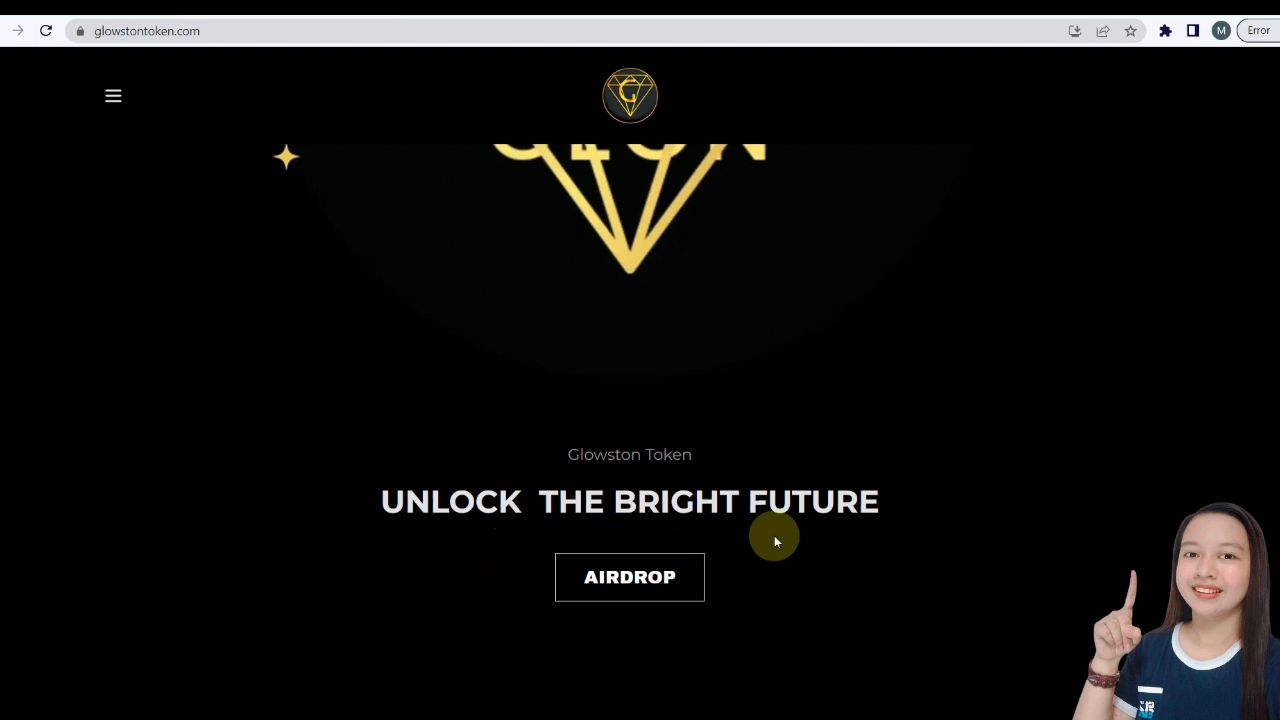 glowstontoken.com
M
Error
G
Glowston Token
UNLOCK THE BRIGHT FUTURE
AIRDROP